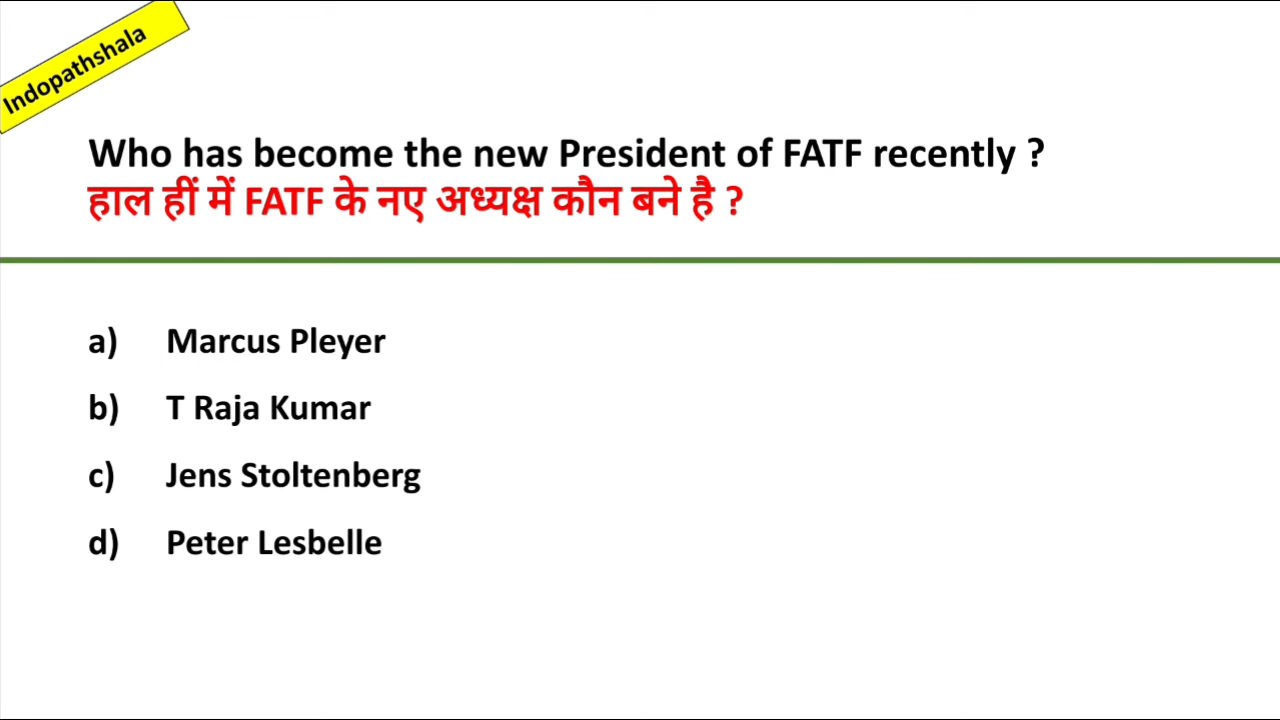 Indopathshala
Who has become the new President of FATF recently ?
हाल हीं में FATF के नए अध्यक्ष कौन बने है ?
a) Marcus Pleyer
b) T Raja Kumar
c) Jens Stoltenberg
d) Peter Lesbelle